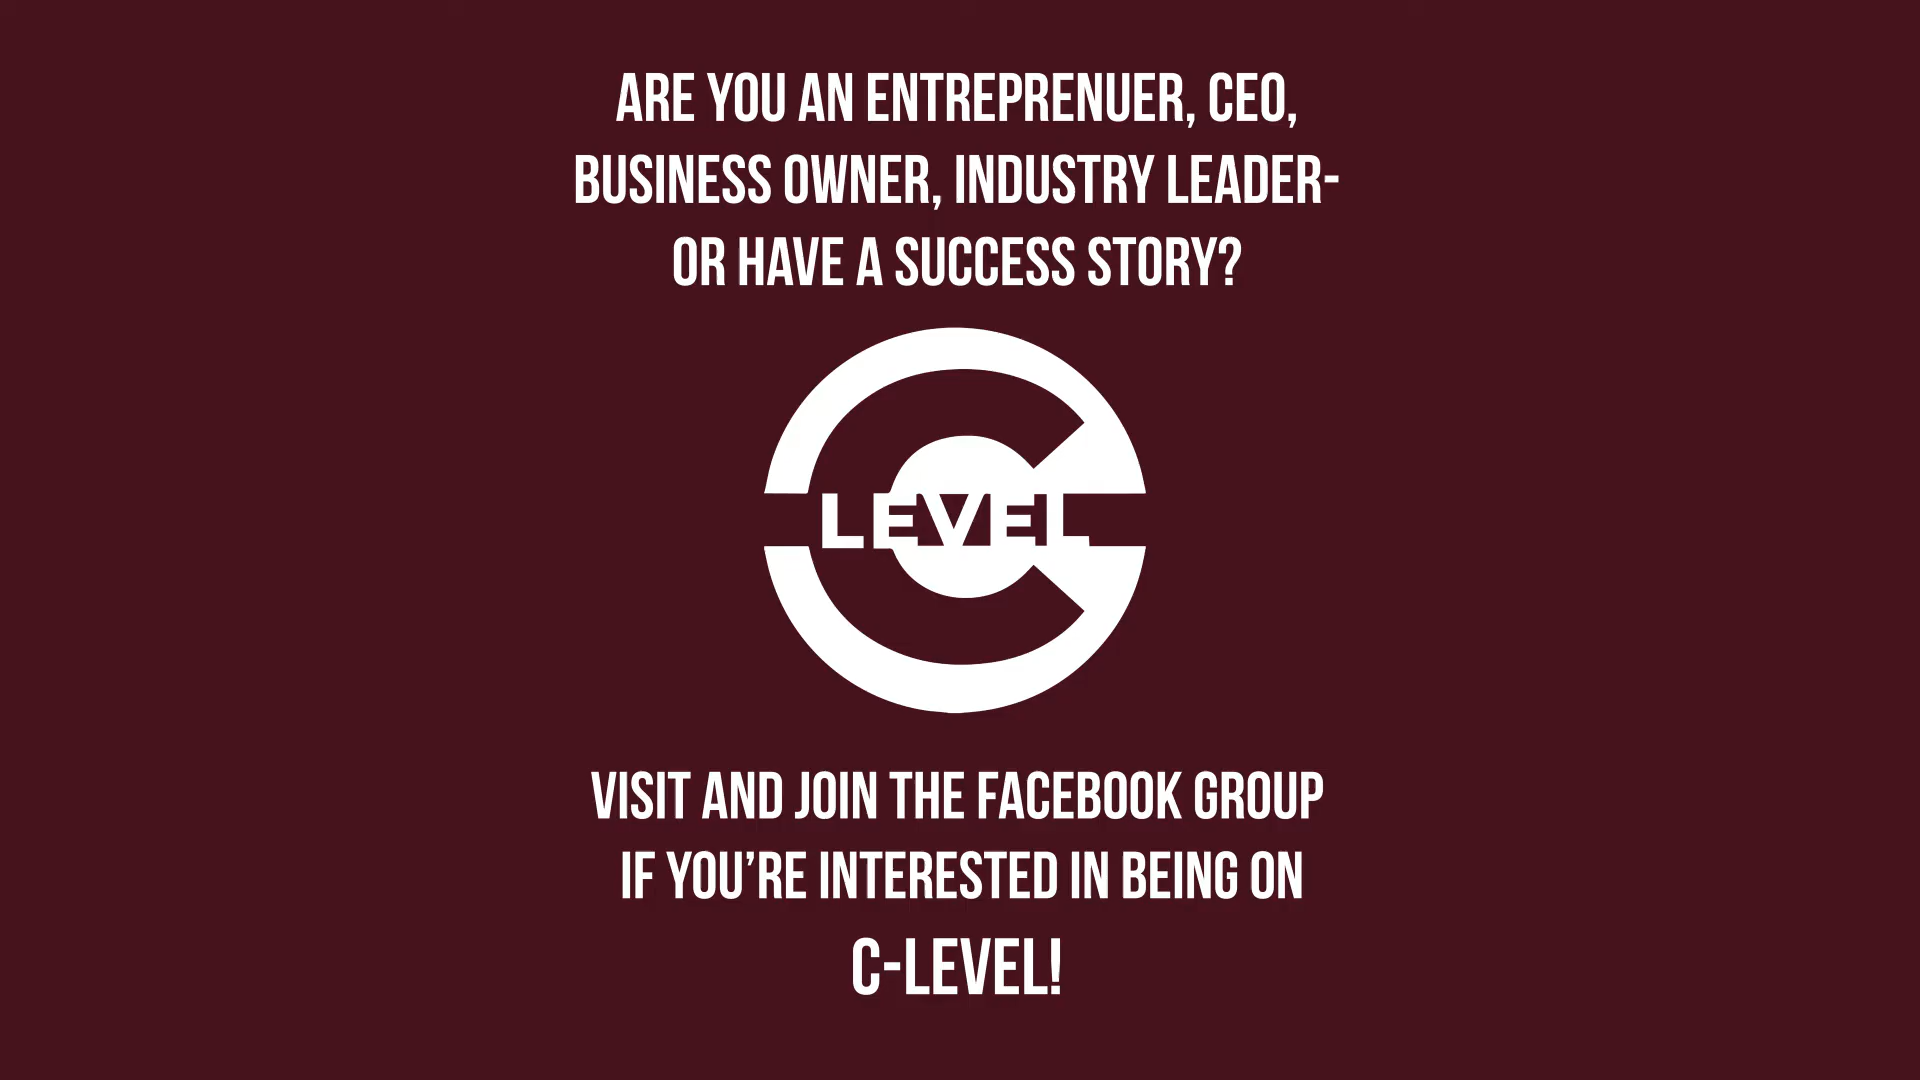 ARE YOU AN ENTREPRENUER, CEO,
BUSINESS OWNER, INDUSTRY LEADER-
OR HAVE A SUCCESS STORY?
LEVEL
VISIT AND JOIN THE FACEBOOK GROUP
IF YOU’RE INTERESTED IN BEING ON
C-LEVEL!